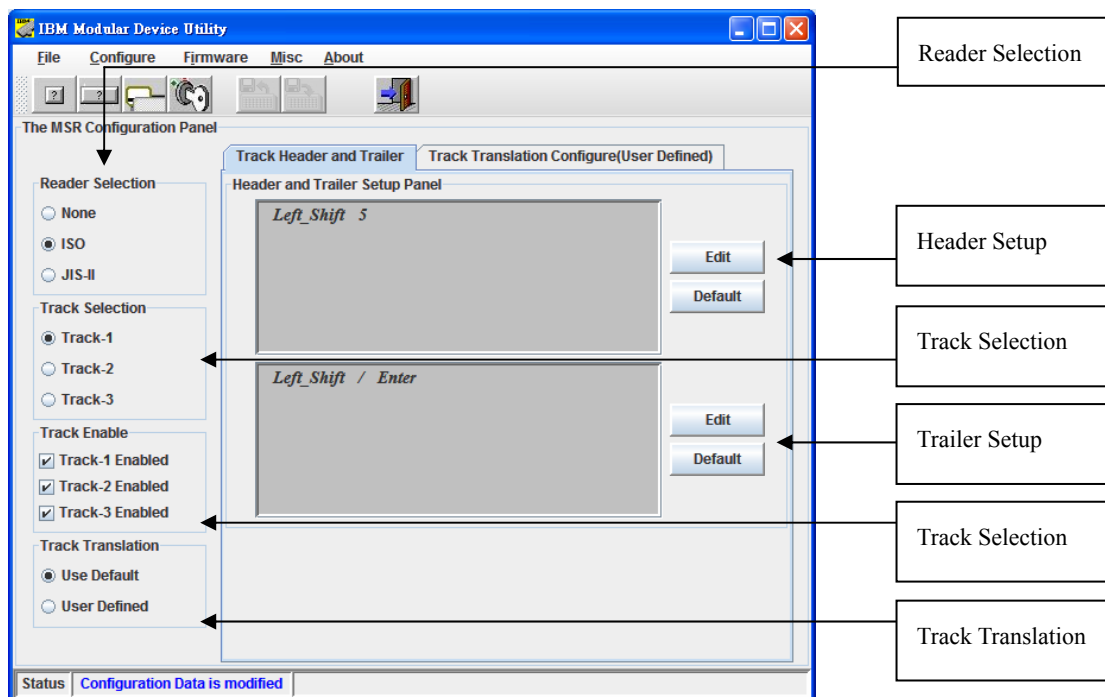 IBM Modular Device Utility
File Configure Firmware Misc About
? ?
The MSR Configuration Panel
Reader Selection
None
ISO
JIS-II
Track Selection
Track-1
Track-2
Track-3
Track Enable
Track-1 Enabled
Track-2 Enabled
Track-3 Enabled
Track Translation
Use Default
User Defined
Track Header and Trailer
Track Translation Configure(User Defined)
Header and Trailer Setup Panel
Left_Shift 5
Edit
Default
Left_Shift / Enter
Edit
Default
Status
Configuration Data is modified
Reader Selection
Header Setup
Track Selection
Trailer Setup
Track Selection
Track Translation